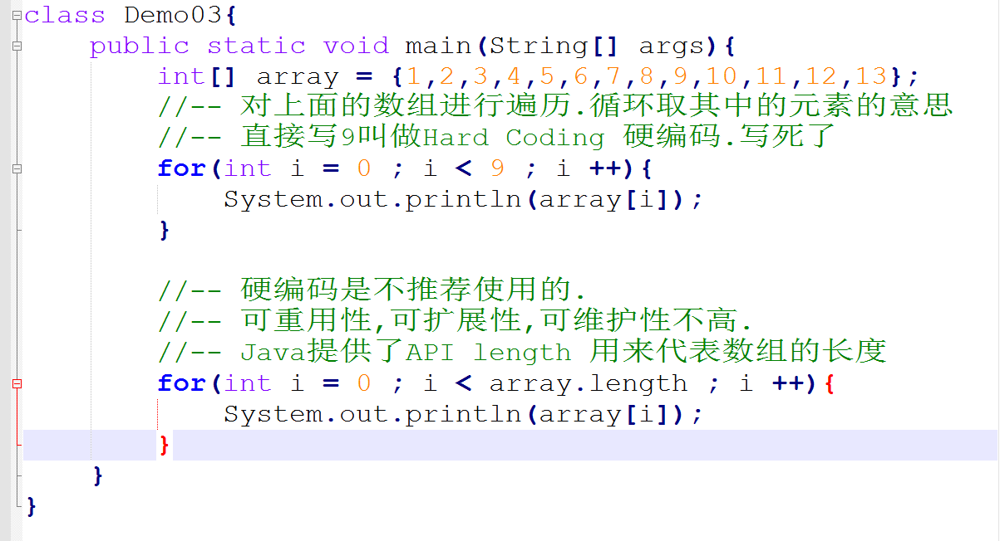 class Demo03{
    public static void main(String[] args){
        int[] array = {1,2,3,4,5,6,7,8,9,10,11,12,13};
        //-- 对上面的数组进行遍历.循环取其中的元素的意思
        //-- 直接写9叫做Hard Coding 硬编码.写死了
        for(int i = 0 ; i < 9 ; i ++){
            System.out.println(array[i]);
        }
        //-- 硬编码是不推荐使用的.
        //-- 可重用性,可扩展性,可维护性不高.
        //-- Java提供了API length 用来代表数组的长度
        for(int i = 0 ; i < array.length ; i ++){
            System.out.println(array[i]);
        }
    }
}